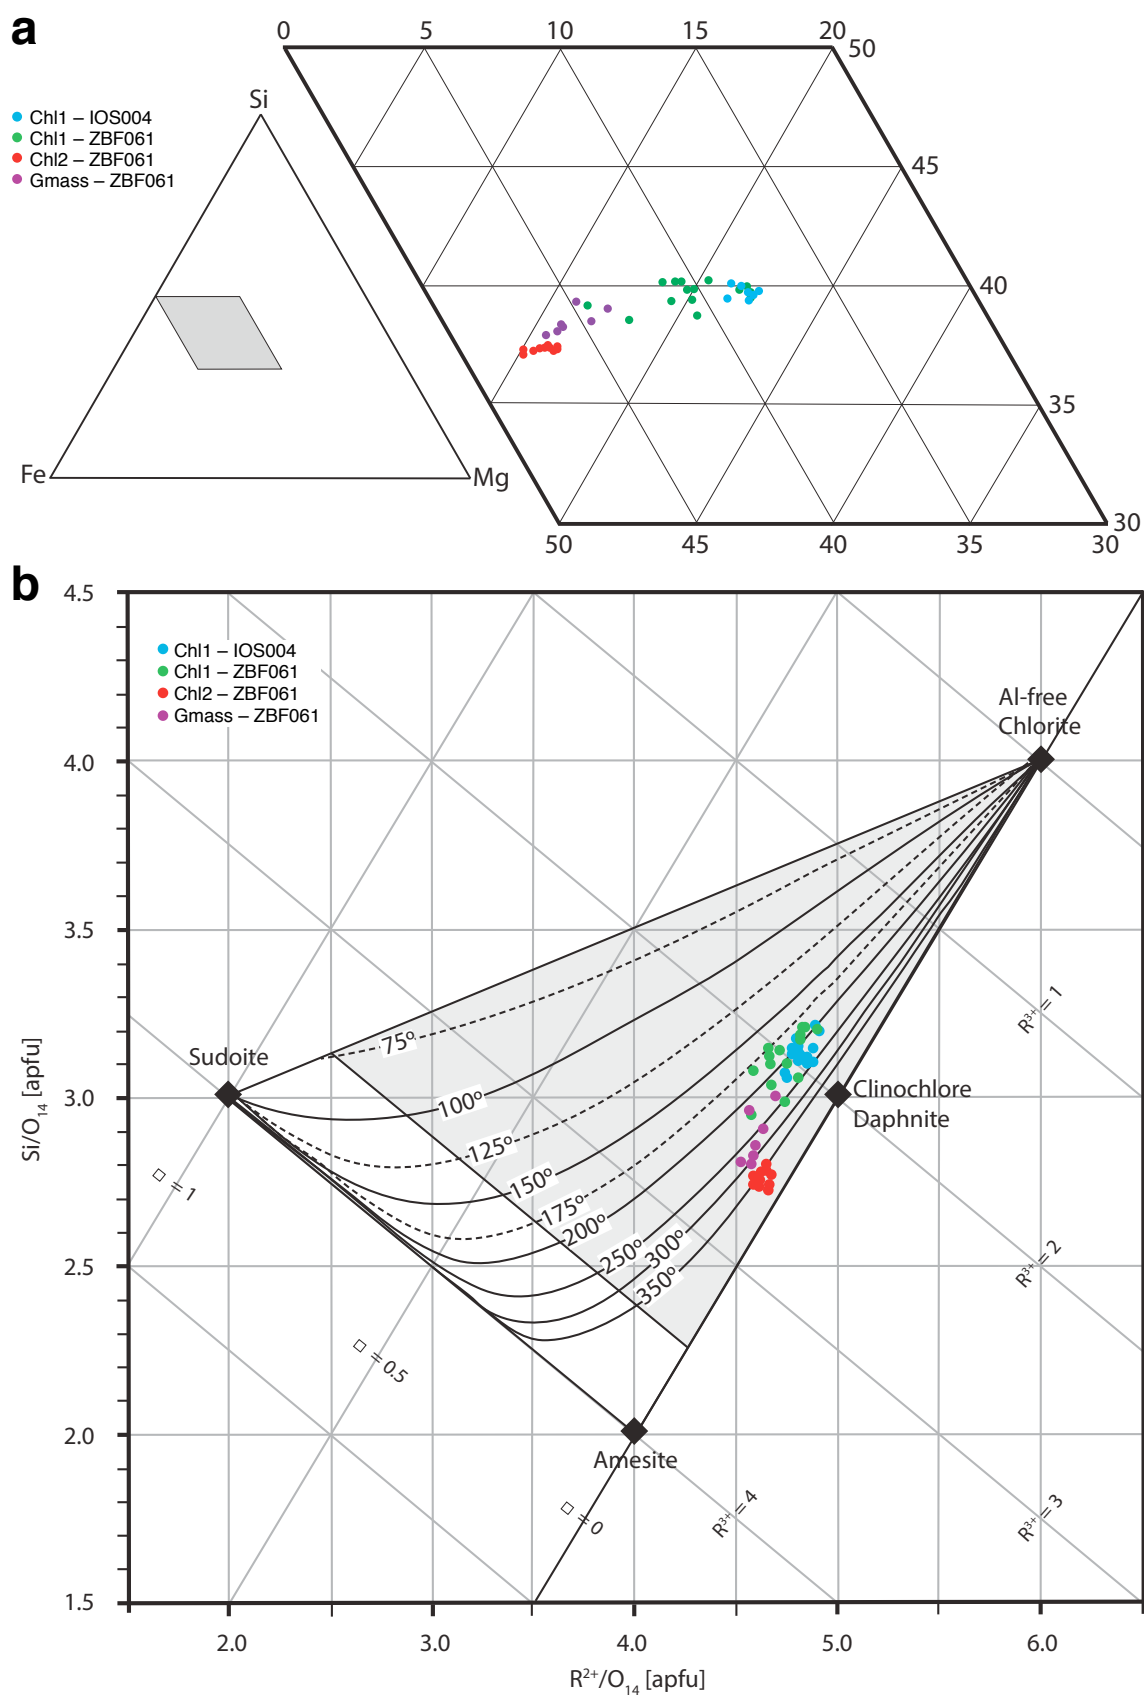 a
0 5 10 15 20
50
Si
Chl1 – IOS004
Chl1 – ZBF061
Chl2 – ZBF061
Gmass – ZBF061
45
40
35
Fe
Mg
30
50 45 40 35 30
b
4.5
Chl1 – IOS004
Chl1 – ZBF061
Chl2 – ZBF061
Gmass – ZBF061
Al-free
Chlorite
4.0
3.5
R³⁺ = 1
75º
Sudoite
3.0
100º
Clinochlore
Daphnite
Si/O₁₄ [apfu]
125º
150º
□ = 1
175º
200º
250º
300º
350º
2.5
R³⁺ = 2
□ = 0.5
2.0
Amesite
□ = 0
R³⁺ = 4
R³⁺ = 3
1.5
2.0 3.0 4.0 5.0 6.0
R²⁺/O₁₄ [apfu]